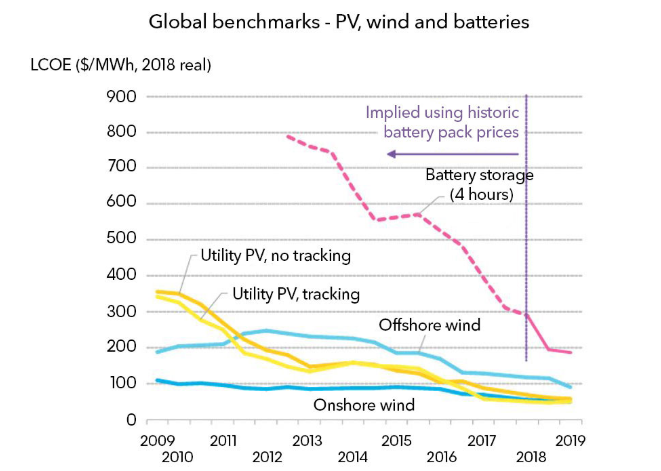 Global benchmarks - PV, wind and batteries
LCOE ($/MWh, 2018 real)
900
800
700
600
500
400
300
200
100
0
Implied using historic
battery pack prices
Battery storage
(4 hours)
Utility PV, no tracking
Utility PV, tracking
Offshore wind
Onshore wind
2009 2011 2013 2015 2017 2019
2010 2012 2014 2016 2018